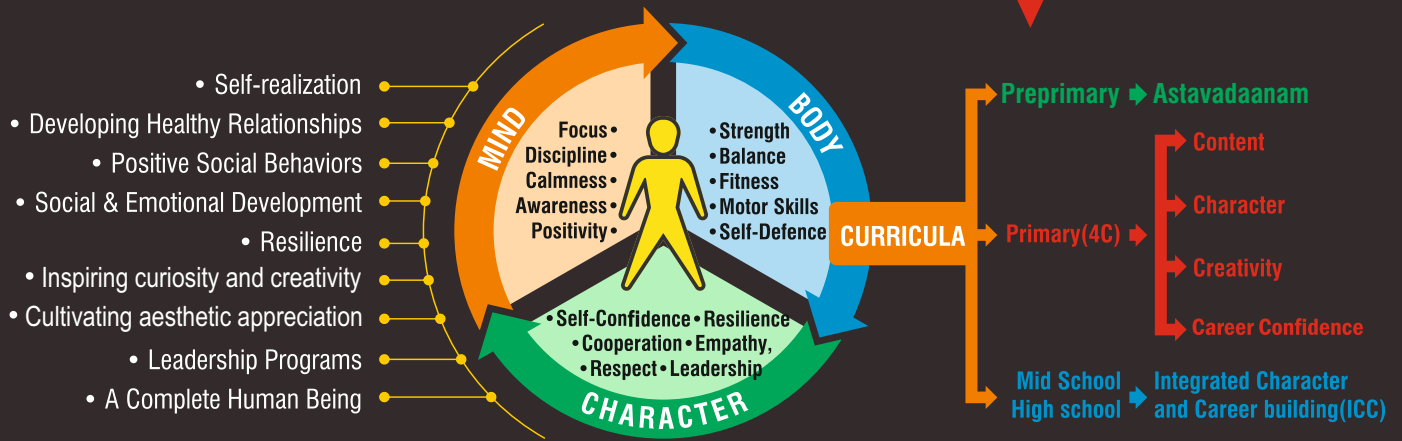 • Self-realization
• Developing Healthy Relationships
• Positive Social Behaviors
• Social & Emotional Development
• Resilience
• Inspiring curiosity and creativity
• Cultivating aesthetic appreciation
• Leadership Programs
• A Complete Human Being
MIND
Focus•
Discipline•
Calmness•
Awareness•
Positivity•
BODY
•Strength
•Balance
•Fitness
•Motor Skills
•Self-Defence
•Self-Confidence•Resilience
•Cooperation•Empathy,
•Respect•Leadership
CHARACTER
CURRICULA
Preprimary
Astavadaanam
Primary(4C)
Content
Character
Creativity
Career Confidence
Mid School
High school
Integrated Character
and Career building(ICC)